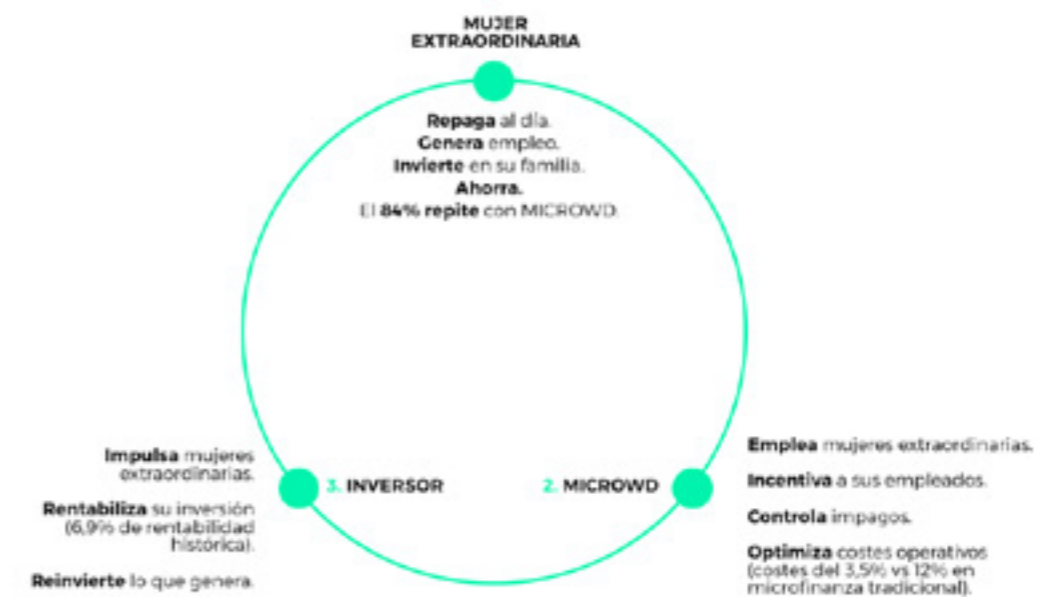 MUJER
EXTRAORDINARIA
Repaga al día.
Genera empleo.
Invierte en su familia.
Ahorra.
El 84% repite con MICROWD.
Impulsa mujeres
extraordinarias.
Rentabiliza su inversión
(6,9% de rentabilidad
histórica).
Reinvierte lo que genera.
3. INVERSOR
2. MICROWD
Emplea mujeres extraordinarias.
Incentiva a sus empleados.
Controla impagos.
Optimiza costes operativos
(costes del 3,5% vs 12% en
microfinanza tradicional).